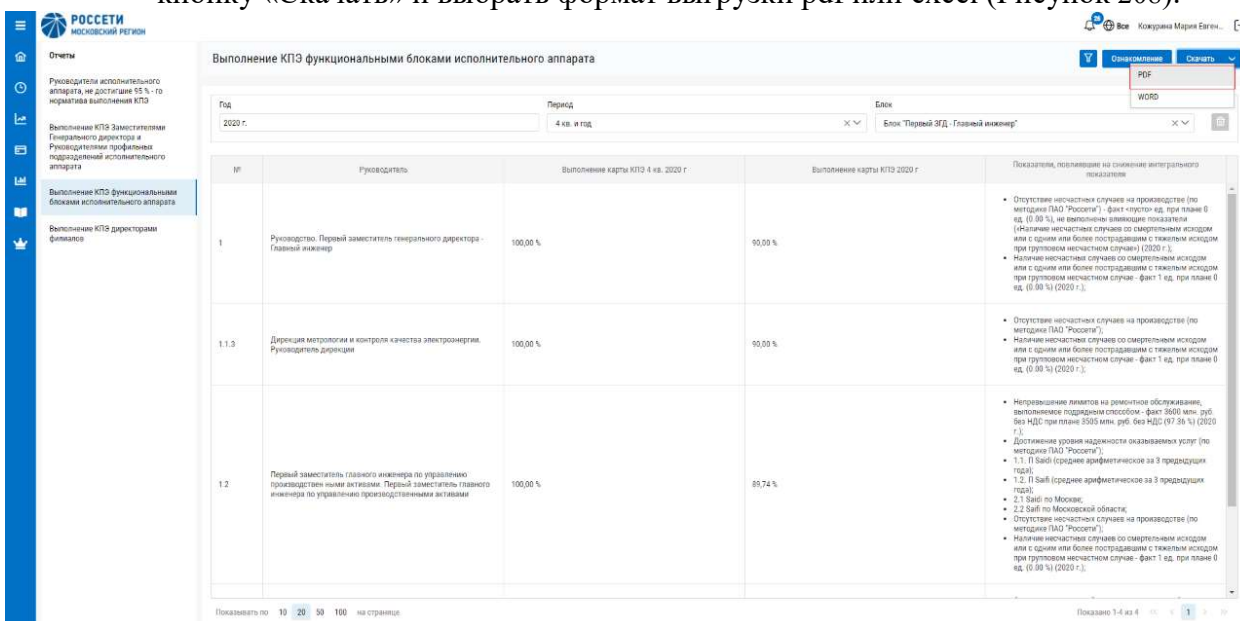 кнопку «Скачать» и выбрать формат выгрузки pdf или excel (Рисунок 208).
РОССЕТИ
МОСКОВСКИЙ РЕГИОН
28
Все Кожурина Мария Евген...
Отчеты
Руководители исполнительного
аппарата, не достигшие 95 % - го
норматива выполнения КПЭ
Выполнение КПЭ Заместителями
Генерального директора и
Руководителями профильных
подразделений исполнительного
аппарата
Выполнение КПЭ функциональными
блоками исполнительного аппарата
Выполнение КПЭ директорами
филиалов
Выполнение КПЭ функциональными блоками исполнительного аппарата
Ознакомление Скачать
PDF
WORD
Год Период Блок
2020 г. 4 кв. и год Блок "Первый ЗГД - Главный инженер"
№ Руководитель Выполнение карты КПЭ 4 кв. 2020 г Выполнение карты КПЭ 2020 г Показатели, повлиявшие на снижение интегрального
показателя
1
Руководство. Первый заместитель генерального директора -
Главный инженер
100,00 %
90,00 %
• Отсутствие несчастных случаев на производстве (по
методике ПАО "Россети") - факт <пусто> ед. при плане 0
ед. (0.00 %), не выполнены влияющие показатели
(«Наличие несчастных случаев со смертельным исходом
или с одним или более пострадавшим с тяжелым исходом
при групповом несчастном случае») (2020 г.);
• Наличие несчастных случаев со смертельным исходом
или с одним или более пострадавшим с тяжелым исходом
при групповом несчастном случае - факт 1 ед. при плане 0
ед. (0.00 %) (2020 г.);
1.1.3
Дирекция метрологии и контроля качества электроэнергии.
Руководитель дирекции
100,00 %
90,00 %
• Отсутствие несчастных случаев на производстве (по
методике ПАО "Россети");
• Наличие несчастных случаев со смертельным исходом
или с одним или более пострадавшим с тяжелым исходом
при групповом несчастном случае - факт 1 ед. при плане 0
ед. (0.00 %) (2020 г.);
1.2
Первый заместитель главного инженера по управлению
производствен ными активами. Первый заместитель главного
инженера по управлению производственными активами
100,00 %
89,74 %
• Непревышение лимитов на ремонтное обслуживание,
выполняемое подрядным способом - факт 3600 млн. руб.
без НДС при плане 3505 млн. руб. без НДС (97.36 %) (2020
г.);
• Достижение уровня надежности оказываемых услуг (по
методике ПАО "Россети");
• 1.1. П Saidi (среднее арифметическое за 3 предыдущих
года);
• 1.2. П Saifi (среднее арифметическое за 3 предыдущих
года);
• 2.1 Saidi по Москве;
• 2.2 Saifi по Московской области;
• Отсутствие несчастных случаев на производстве (по
методике ПАО "Россети");
• Наличие несчастных случаев со смертельным исходом
или с одним или более пострадавшим с тяжелым исходом
при групповом несчастном случае - факт 1 ед. при плане 0
ед. (0.00 %) (2020 г.);
Показывать по 10 20 50 100 на странице
Показано 1-4 из 4 1